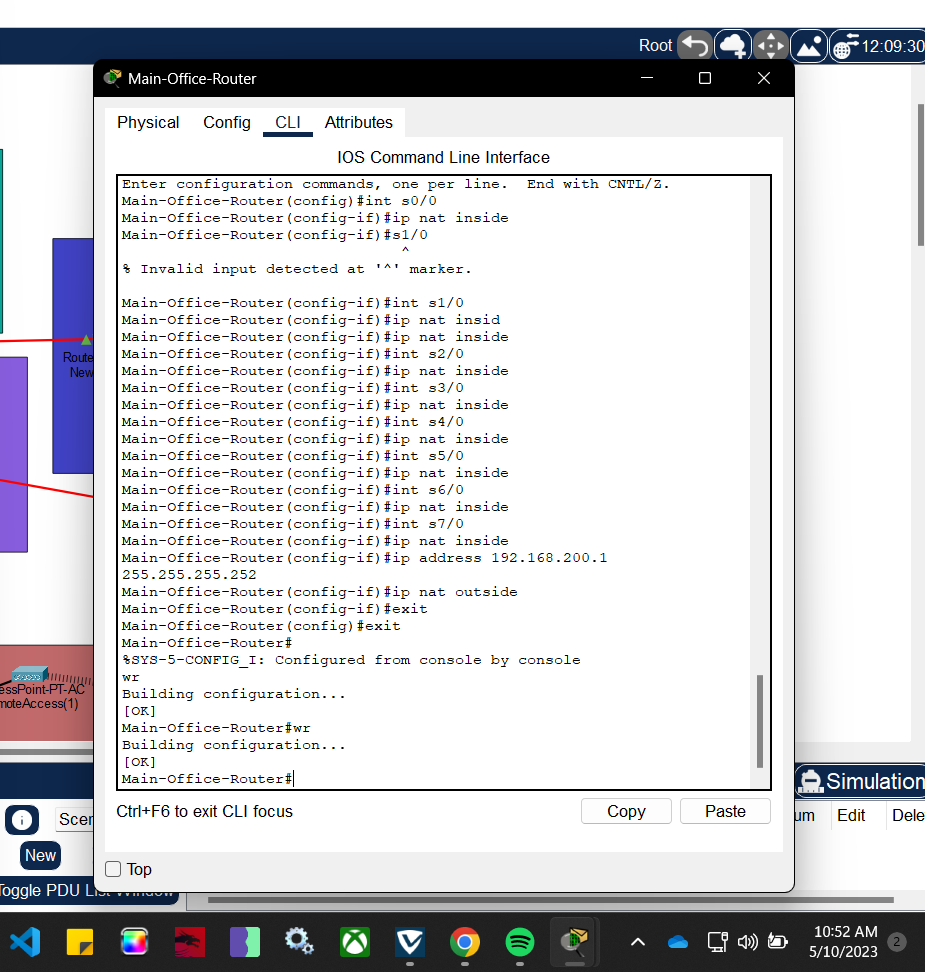 Root
12:09:30
Main-Office-Router
Physical Config CLI Attributes
IOS Command Line Interface
Enter configuration commands, one per line.  End with CNTL/Z.
Main-Office-Router(config)#int s0/0
Main-Office-Router(config-if)#ip nat inside
Main-Office-Router(config-if)#s1/0
^
% Invalid input detected at '^' marker.
Main-Office-Router(config-if)#int s1/0
Main-Office-Router(config-if)#ip nat insid
Main-Office-Router(config-if)#ip nat inside
Main-Office-Router(config-if)#int s2/0
Main-Office-Router(config-if)#ip nat inside
Main-Office-Router(config-if)#int s3/0
Main-Office-Router(config-if)#ip nat inside
Main-Office-Router(config-if)#int s4/0
Main-Office-Router(config-if)#ip nat inside
Main-Office-Router(config-if)#int s5/0
Main-Office-Router(config-if)#ip nat inside
Main-Office-Router(config-if)#int s6/0
Main-Office-Router(config-if)#ip nat inside
Main-Office-Router(config-if)#int s7/0
Main-Office-Router(config-if)#ip nat inside
Main-Office-Router(config-if)#ip address 192.168.200.1
255.255.255.252
Main-Office-Router(config-if)#ip nat outside
Main-Office-Router(config-if)#exit
Main-Office-Router(config)#exit
Main-Office-Router#
%SYS-5-CONFIG_I: Configured from console by console
wr
Building configuration...
[OK]
Main-Office-Router#wr
Building configuration...
[OK]
Main-Office-Router#
Ctrl+F6 to exit CLI focus
Copy Paste
Top
Route
New
essPoint-PT-AC
moteAccess(1)
Simulation
Scer
um Edit Dele
New
Toggle PDU List Window
10:52 AM
5/10/2023
2